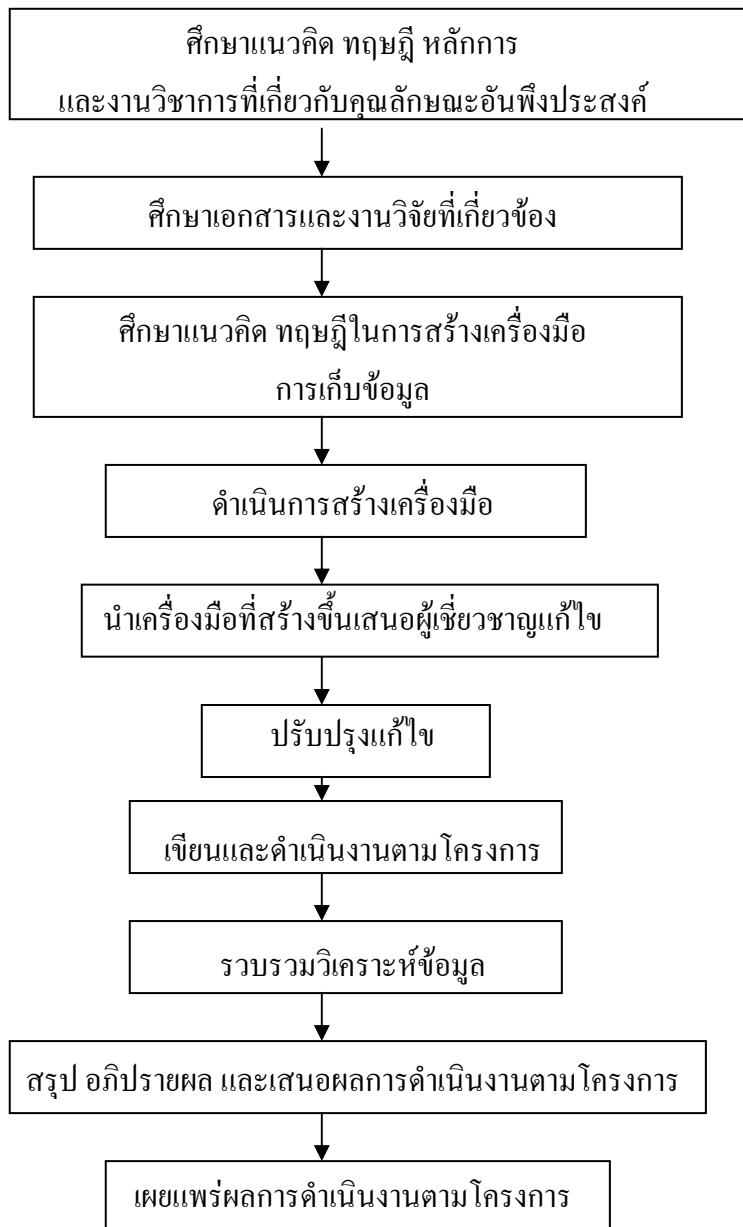 ศึกษาแนวคิด ทฤษฎี หลักการ
และงานวิชาการที่เกี่ยวกับคุณลักษณะอันพึงประสงค์
ศึกษาเอกสารและงานวิจัยที่เกี่ยวข้อง
ศึกษาแนวคิด ทฤษฎีในการสร้างเครื่องมือ
การเก็บข้อมูล
ดำเนินการสร้างเครื่องมือ
นำเครื่องมือที่สร้างขึ้นเสนอผู้เชี่ยวชาญแก้ไข
ปรับปรุงแก้ไข
เขียนและดำเนินงานตามโครงการ
รวบรวมวิเคราะห์ข้อมูล
สรุป อภิปรายผล และเสนอผลการดำเนินงานตามโครงการ
เผยแพร่ผลการดำเนินงานตามโครงการ